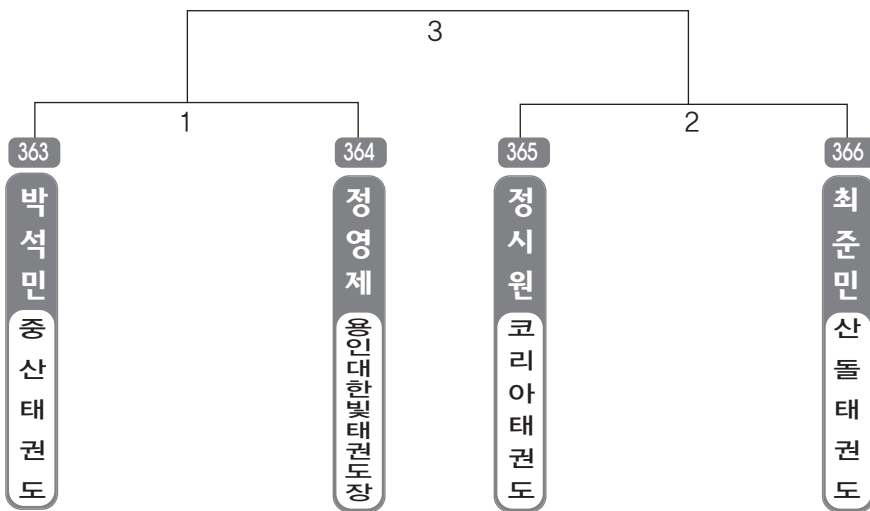 3
1
2
363
364
365
366
박석민
정영제
정시원
최준민
중산태권도
용인대한빛태권도장
코리아태권도
산돌태권도